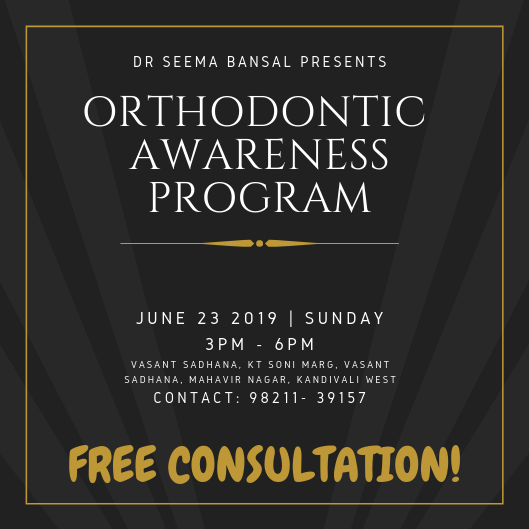 DR SEEMA BANSAL PRESENTS
ORTHODONTIC
AWARENESS
PROGRAM
JUNE 23 2019 | SUNDAY
3PM - 6PM
VASANT SADHANA, KT SONI MARG, VASANT
SADHANA, MAHAVIR NAGAR, KANDIVALI WEST
CONTACT: 98211- 39157
FREE CONSULTATION!